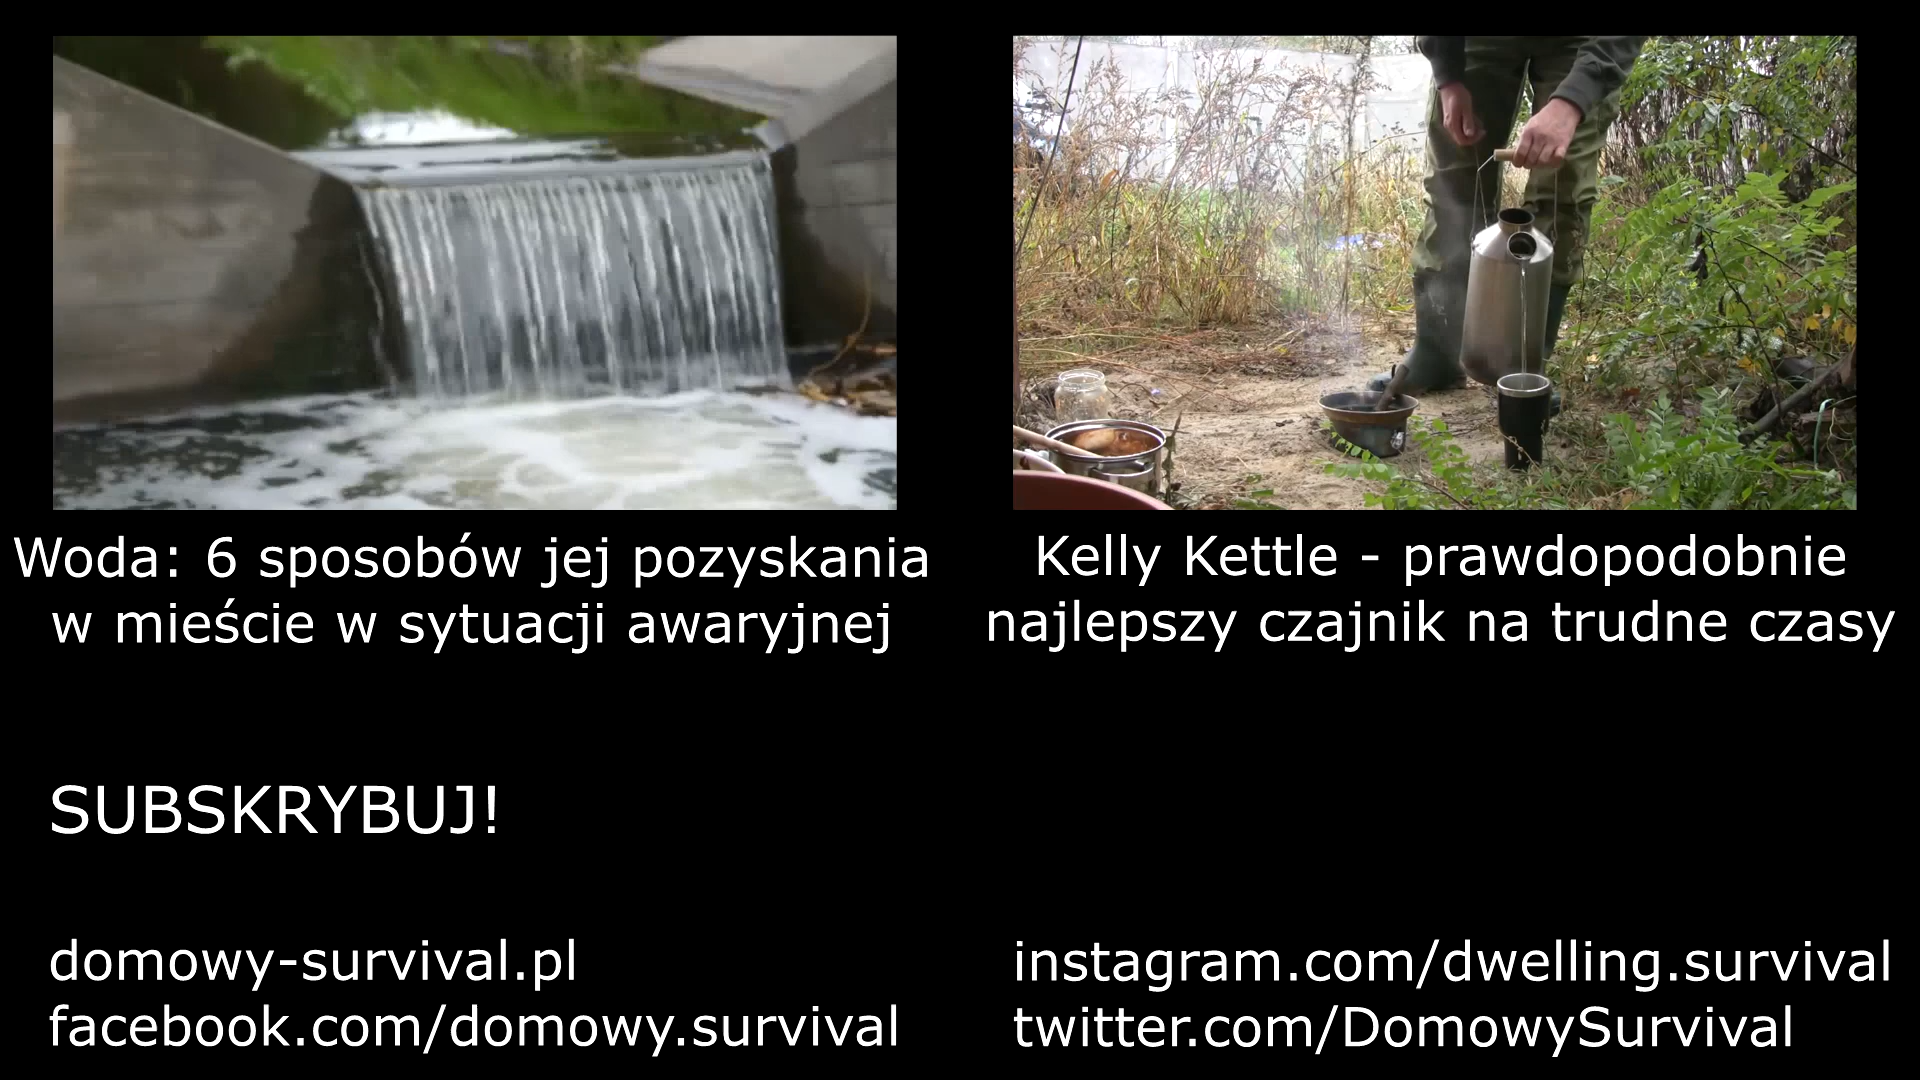 Woda: 6 sposobów jej pozyskania
w mieście w sytuacji awaryjnej
Kelly Kettle - prawdopodobnie
najlepszy czajnik na trudne czasy
SUBSKRYBUJ!
domowy-survival.pl
facebook.com/domowy.survival
instagram.com/dwelling.survival
twitter.com/DomowySurvival